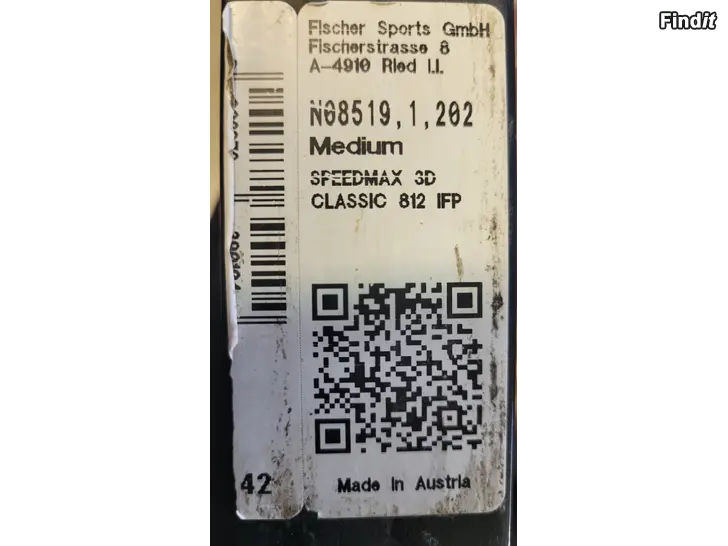 Findit
Fischer Sports GmbH
Fischerstrasse 8
A-4910 Ried I.I.
N08519,1,202
Medium
SPEEDMAX 3D
CLASSIC 812 IFP
42
Made In Austria